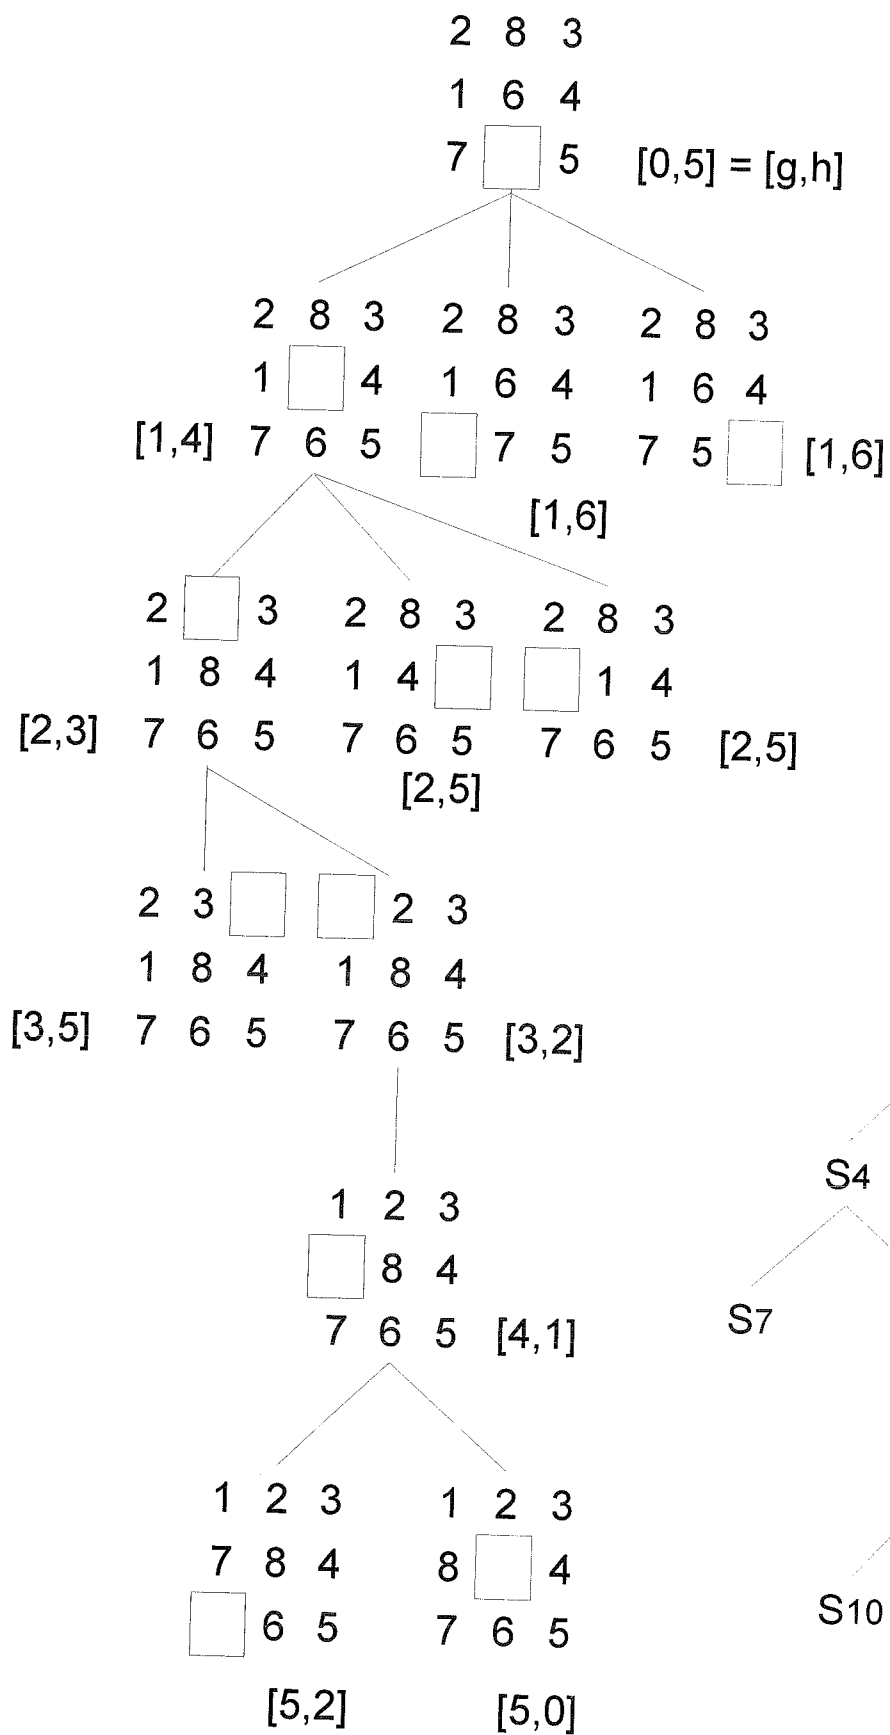 2 8 3
1 6 4
7 5 [0,5] = [g,h]
2 8 3 2 8 3 2 8 3
1 4 1 6 4 1 6 4
[1,4] 7 6 5 7 5 7 5 [1,6]
[1,6]
2 3 2 8 3 2 8 3
1 8 4 1 4 1 4
[2,3] 7 6 5 7 6 5 7 6 5 [2,5]
[2,5]
2 3 2 3
1 8 4 1 8 4
[3,5] 7 6 5 7 6 5 [3,2]
1 2 3
8 4
7 6 5 [4,1]
1 2 3 1 2 3
7 8 4 8 4
6 5 7 6 5
[5,2] [5,0]
S4
S7
S10